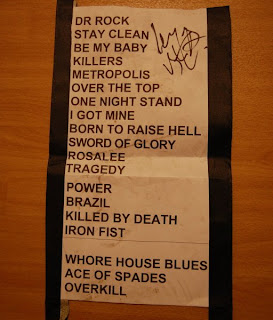 DR ROCK
STAY CLEAN
BE MY BABY
KILLERS
METROPOLIS
OVER THE TOP
ONE NIGHT STAND
I GOT MINE
BORN TO RAISE HELL
SWORD OF GLORY
ROSALEE
TRAGEDY
POWER
BRAZIL
KILLED BY DEATH
IRON FIST
WHORE HOUSE BLUES
ACE OF SPADES
OVERKILL